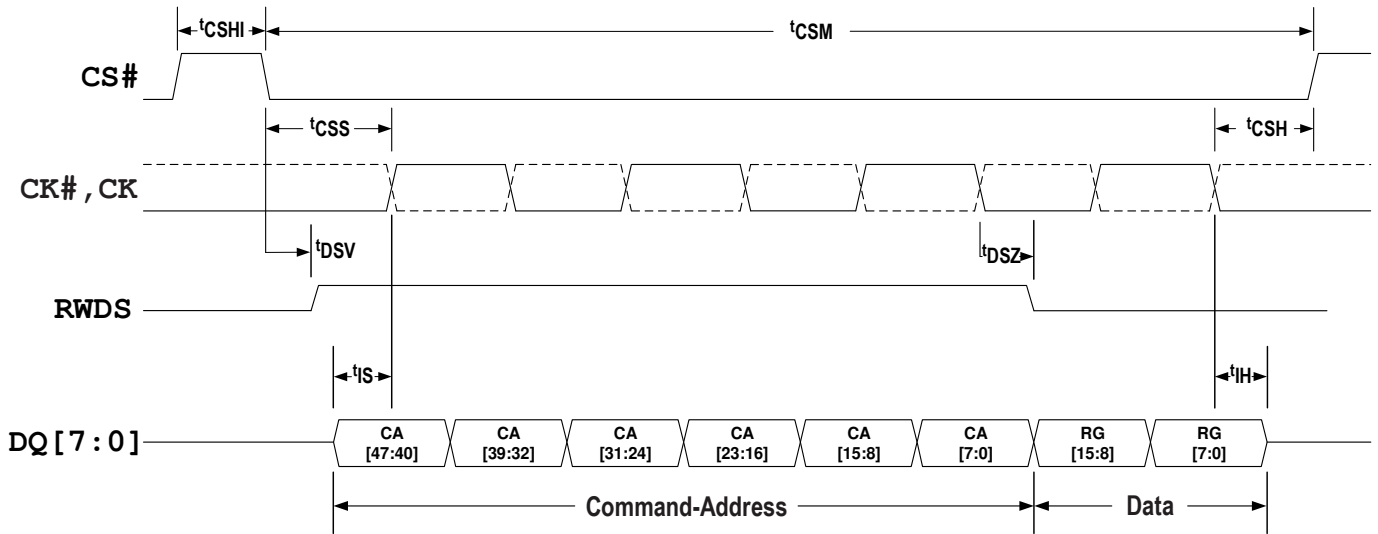 tCSHI
tCSM
CS#
tCSS
tCSH
CK#,CK
tDSV
tDSZ
RWDS
tIS
tIH
DQ[7:0]
CA
[47:40]
CA
[39:32]
CA
[31:24]
CA
[23:16]
CA
[15:8]
CA
[7:0]
RG
[15:8]
RG
[7:0]
Command-Address
Data